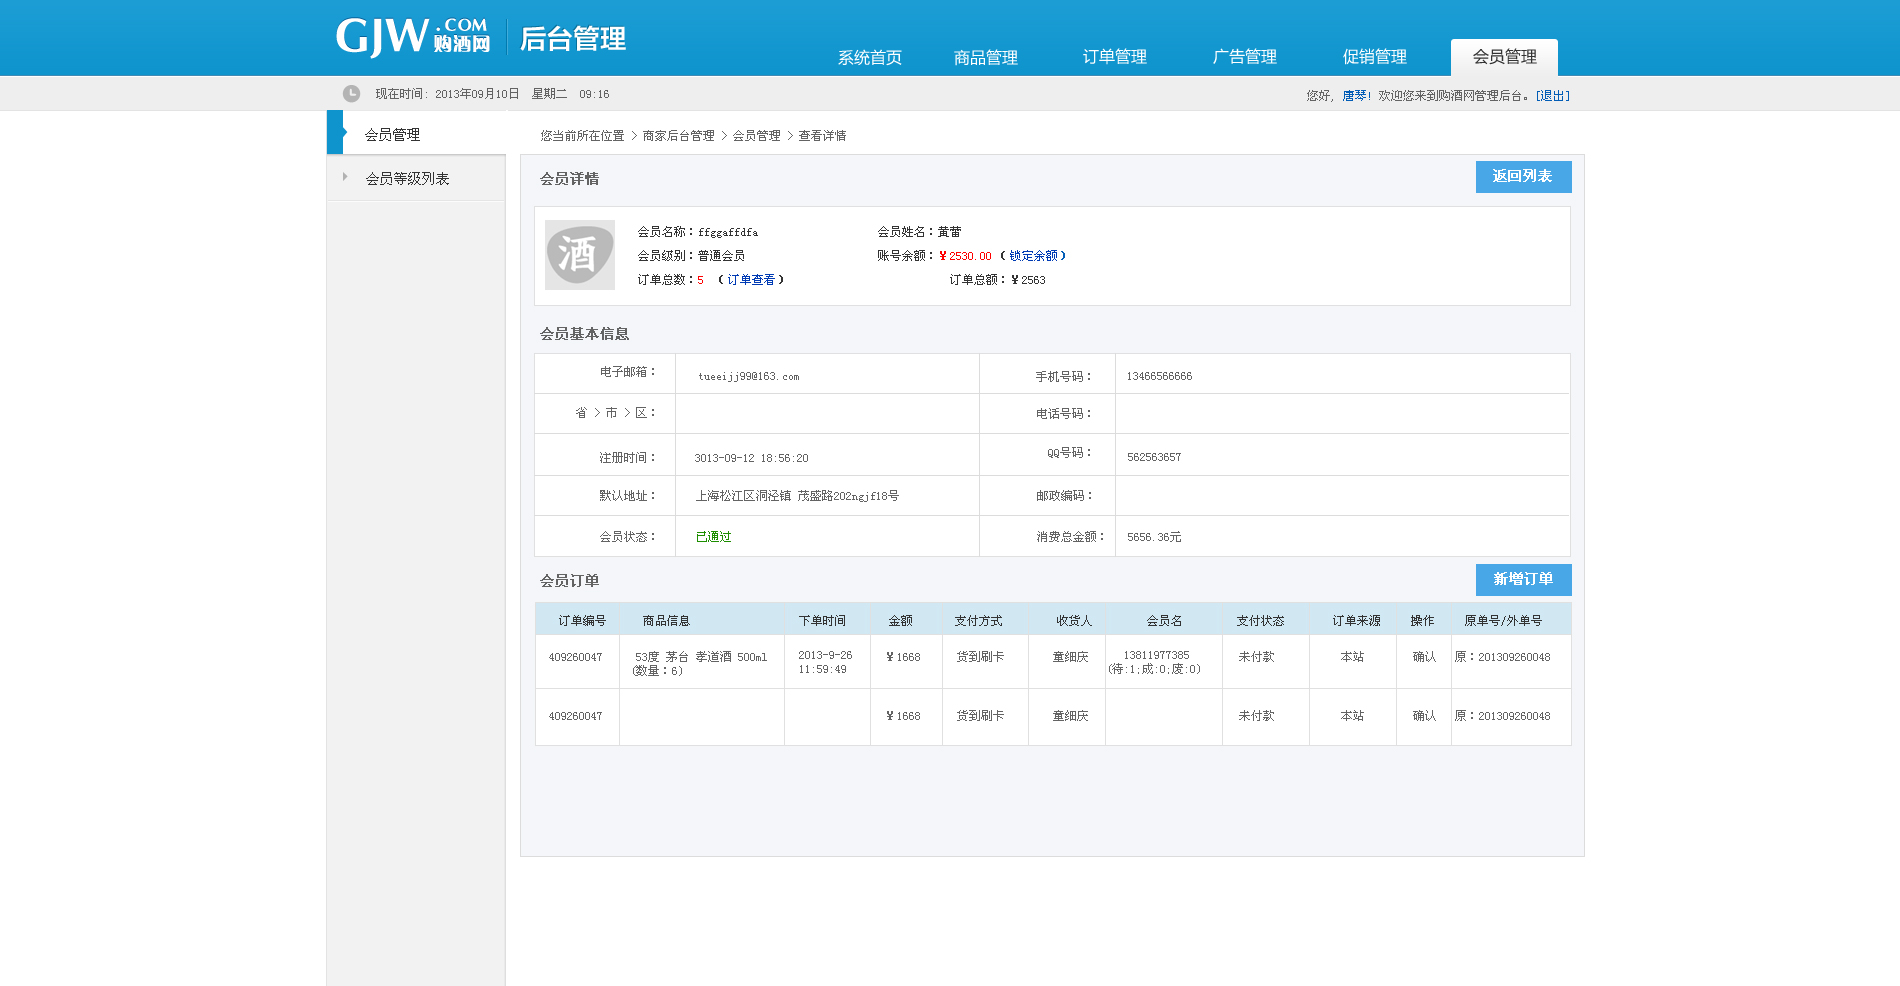 GJW.COM 购酒网 后台管理
系统首页 商品管理 订单管理 广告管理 促销管理 会员管理
现在时间: 2013年09月10日 星期二 09:16
您好, 唐琴! 欢迎您来到购酒网管理后台。[退出]
会员管理
会员等级列表
您当前所在位置 > 商家后台管理 > 会员管理 > 查看详情
会员详情
返回列表
酒
会员名称：ffggaffdfa 会员姓名：黄蕾
会员级别：普通会员 账号余额：¥2530.00 (锁定余额)
订单总数：5 (订单查看) 订单总额：¥2563
会员基本信息
电子邮箱： tueeijj99@163.com 手机号码： 13466566666
省 > 市 > 区： 电话号码：
注册时间： 3013-09-12 18:56:20 QQ号码： 562563657
默认地址： 上海松江区洞泾镇 茂盛路202ngjf18号 邮政编码：
会员状态： 已通过 消费总金额： 5656.36元
会员订单
新增订单
订单编号 商品信息 下单时间 金额 支付方式 收货人 会员名 支付状态 订单来源 操作 原单号/外单号
409260047 53度 茅台 孝道酒 500ml 2013-9-26 ¥1668 货到刷卡 童细庆 13811977385 未付款 本站 确认 原：201309260048
(数量：6) 11:59:49 (待:1;成:0;废:0)
409260047 ¥1668 货到刷卡 童细庆 未付款 本站 确认 原：201309260048